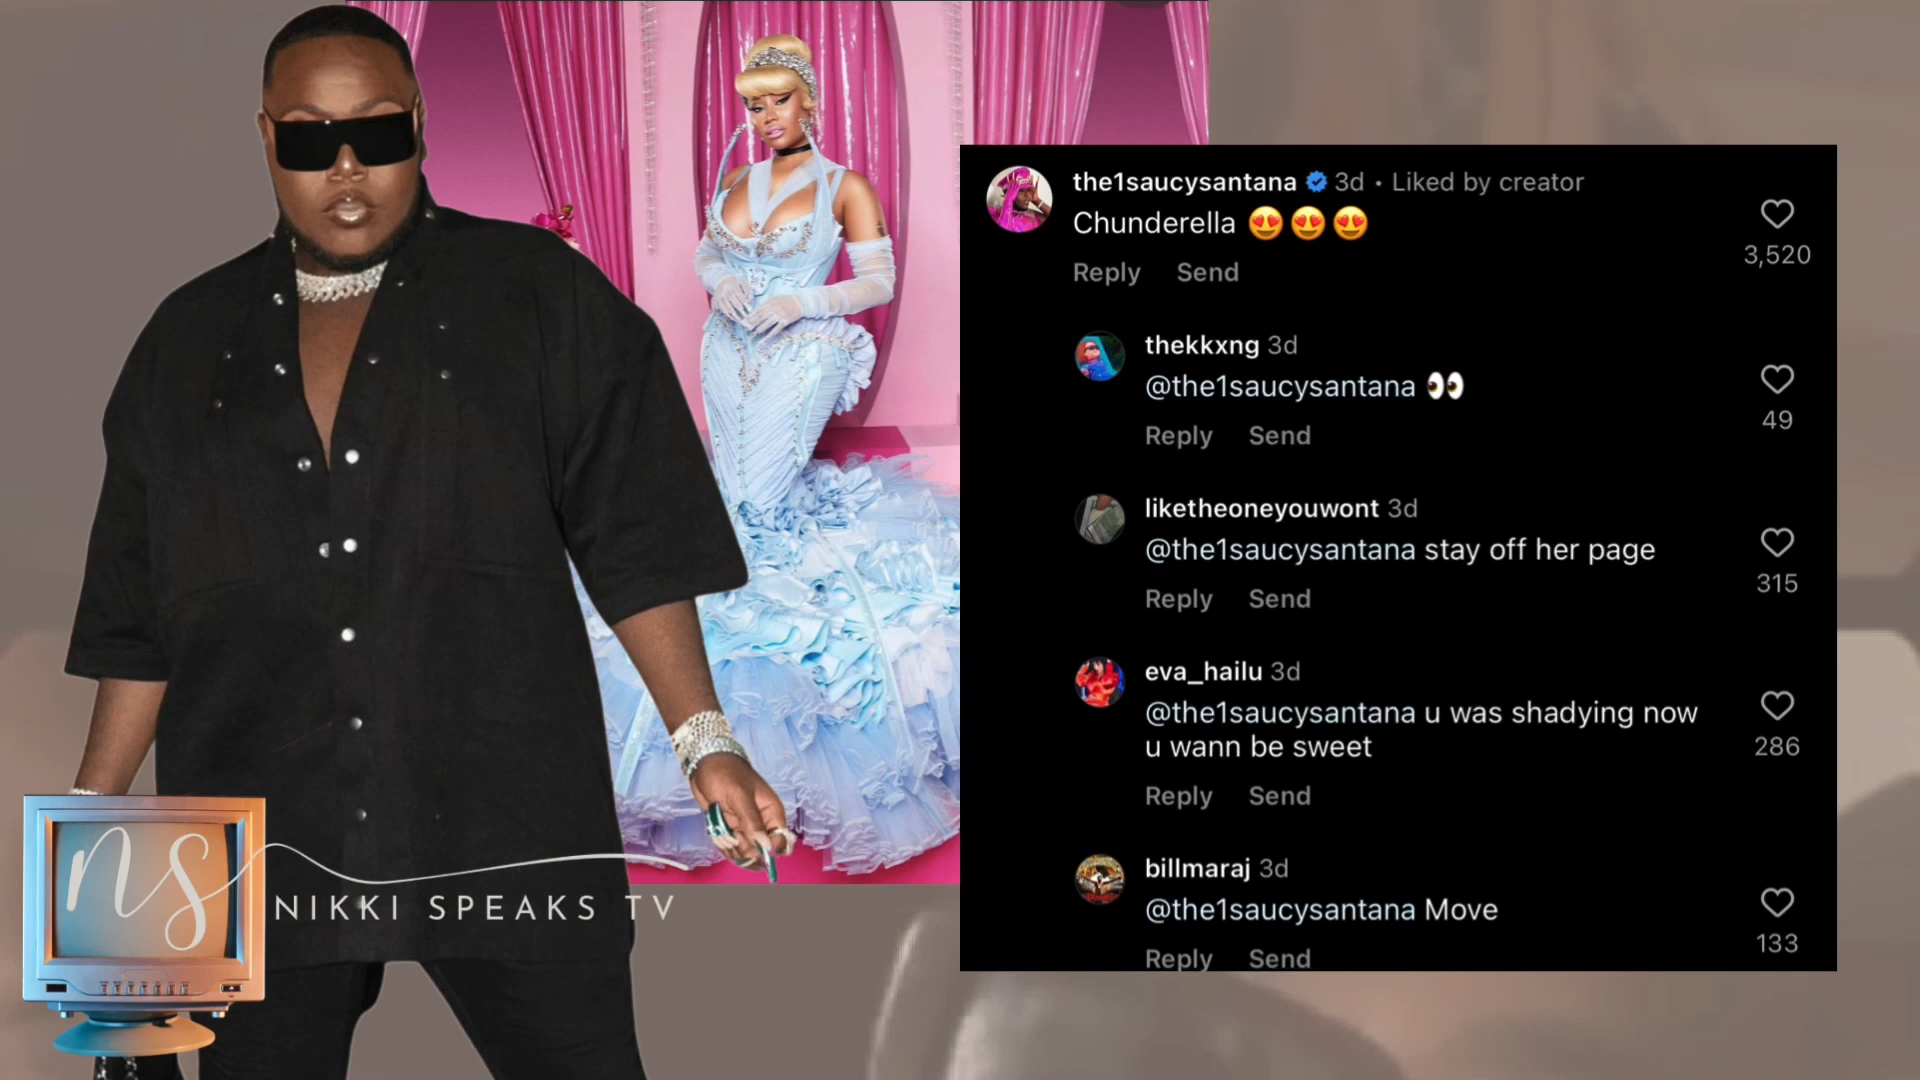 the1saucysantana 3d • Liked by creator
Chunderella 😍😍😍
3,520
Reply Send
thekkxng 3d
@the1saucysantana 👀
49
Reply Send
liketheoneyouwont 3d
@the1saucysantana stay off her page
315
Reply Send
eva_hailu 3d
@the1saucysantana u was shadying now
u wann be sweet
286
Reply Send
billmaraj 3d
@the1saucysantana Move
133
Reply Send
ns
NIKKI SPEAKS TV